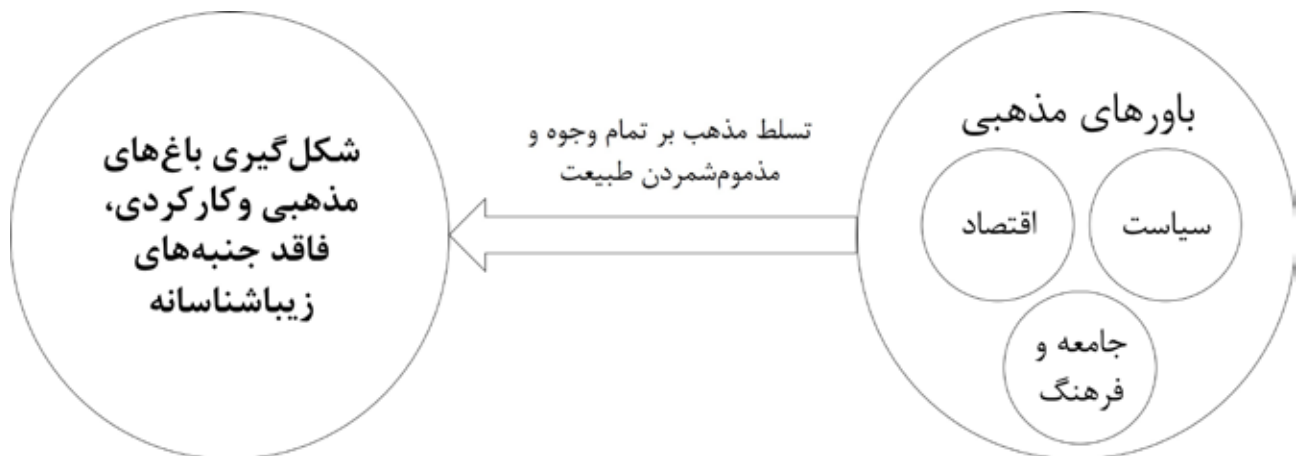 باورهای مذهبی
سیاست
اقتصاد
جامعه و
فرهنگ
تسلط مذهب بر تمام وجوه و
مذموم‌شمردن طبیعت
شکل‌گیری باغ‌های
مذهبی وکارکردی،
فاقد جنبه‌های
زیباشناسانه